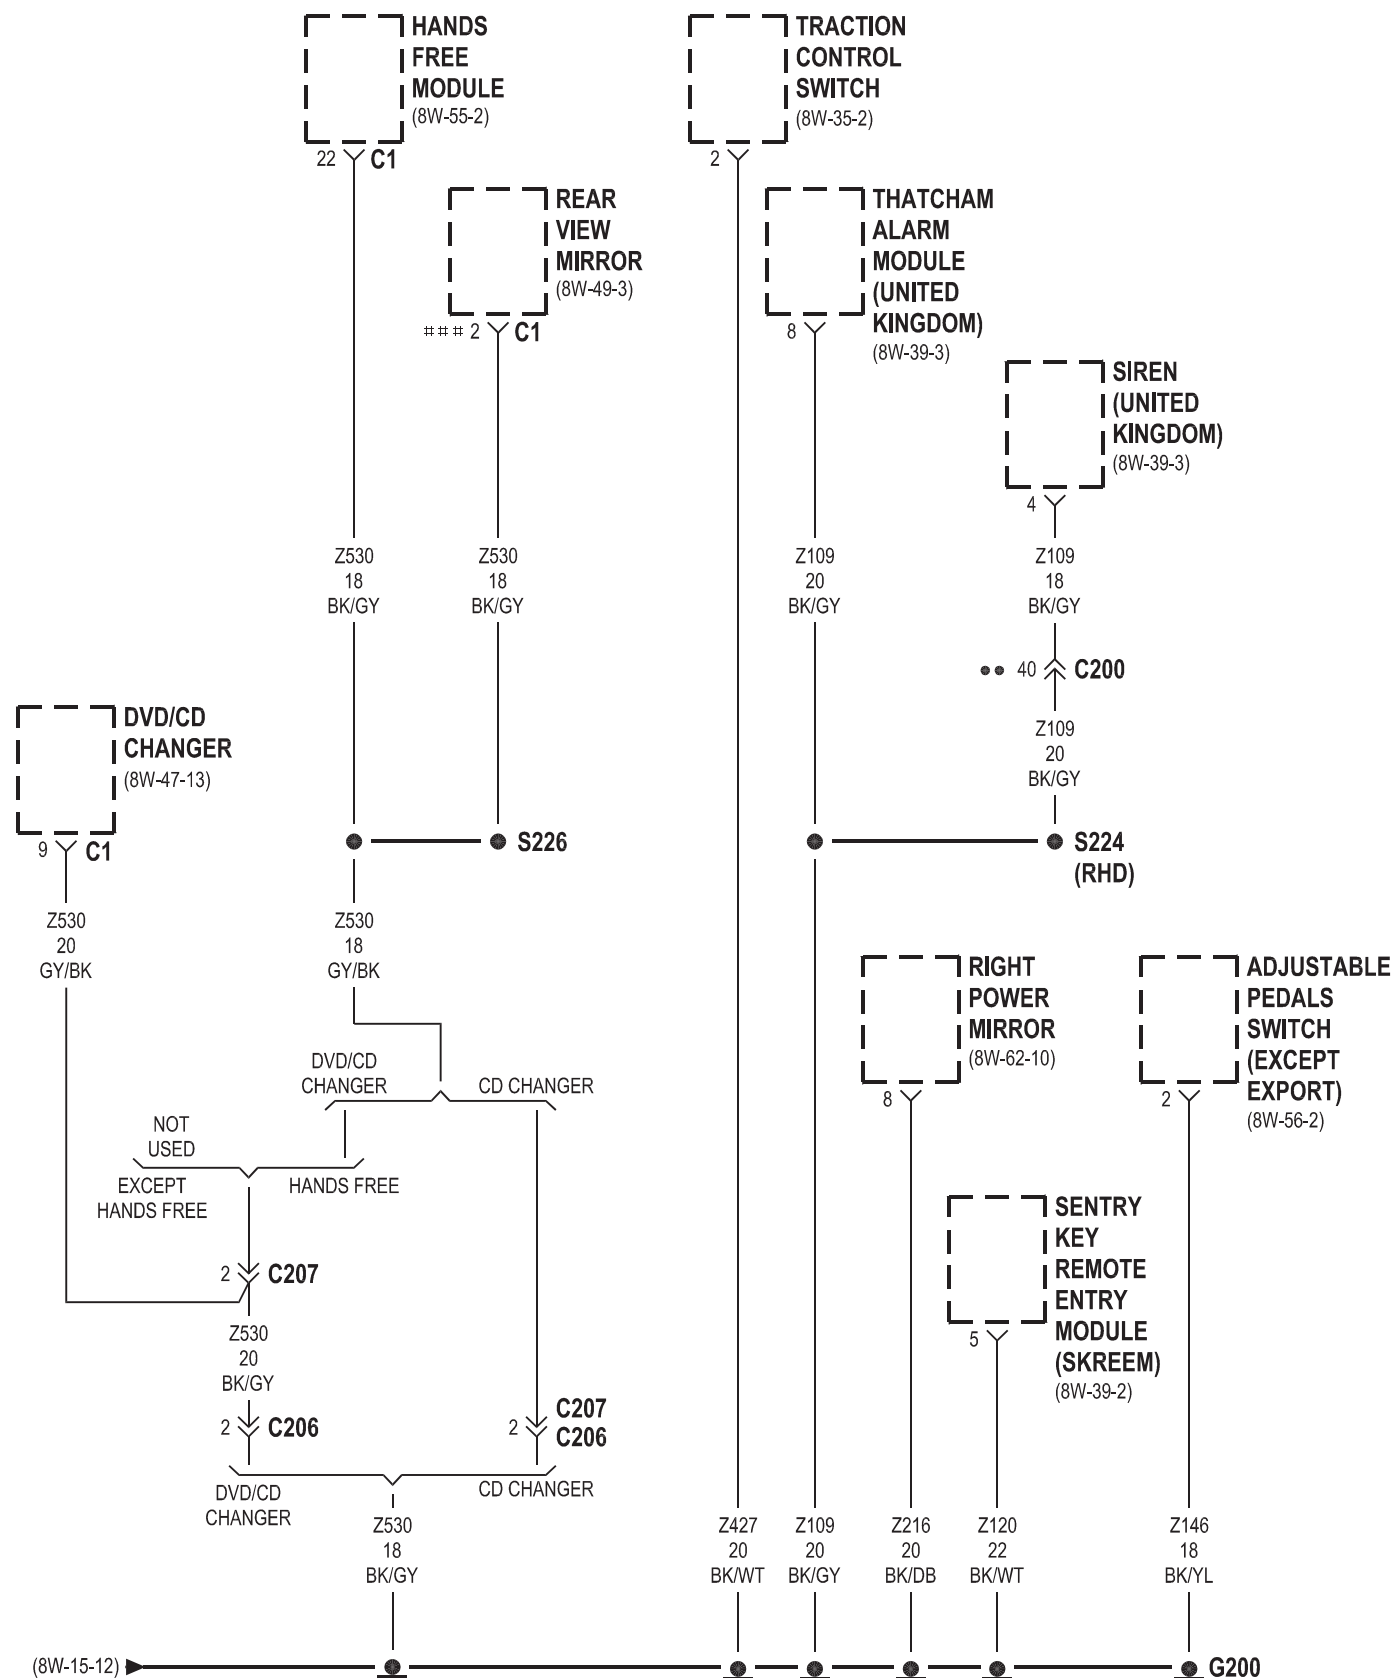 HANDS
FREE
MODULE
(8W-55-2)
22
C1
TRACTION
CONTROL
SWITCH
(8W-35-2)
2
REAR
VIEW
MIRROR
(8W-49-3)
### 2
C1
THATCHAM
ALARM
MODULE
(UNITED
KINGDOM)
(8W-39-3)
8
SIREN
(UNITED
KINGDOM)
(8W-39-3)
4
Z530
18
BK/GY
Z530
18
BK/GY
Z109
20
BK/GY
Z109
18
BK/GY
•• 40
C200
Z109
20
BK/GY
DVD/CD
CHANGER
(8W-47-13)
9
C1
S226
S224
(RHD)
Z530
20
GY/BK
Z530
18
GY/BK
RIGHT
POWER
MIRROR
(8W-62-10)
8
ADJUSTABLE
PEDALS
SWITCH
(EXCEPT
EXPORT)
(8W-56-2)
2
DVD/CD
CHANGER
CD CHANGER
NOT
USED
EXCEPT
HANDS FREE
HANDS FREE
2
C207
SENTRY
KEY
REMOTE
ENTRY
MODULE
(SKREEM)
(8W-39-2)
5
Z530
20
BK/GY
2
C206
2
C207
C206
DVD/CD
CHANGER
CD CHANGER
Z530
18
BK/GY
Z427
20
BK/WT
Z109
20
BK/GY
Z216
20
BK/DB
Z120
22
BK/WT
Z146
18
BK/YL
(8W-15-12)
G200